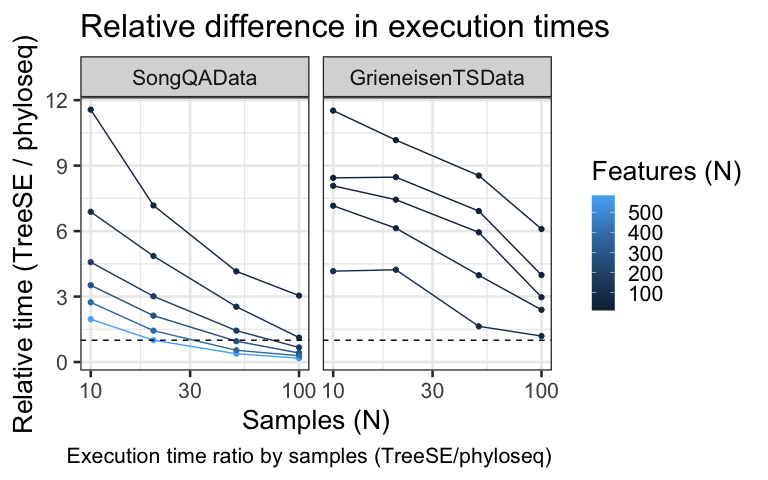 Relative difference in execution times
SongQAData
GrieneisenTSData
Relative time (TreeSE / phyloseq)
12
9
6
3
0
10 30 100
10 30 100
Samples (N)
Execution time ratio by samples (TreeSE/phyloseq)
Features (N)
500
400
300
200
100